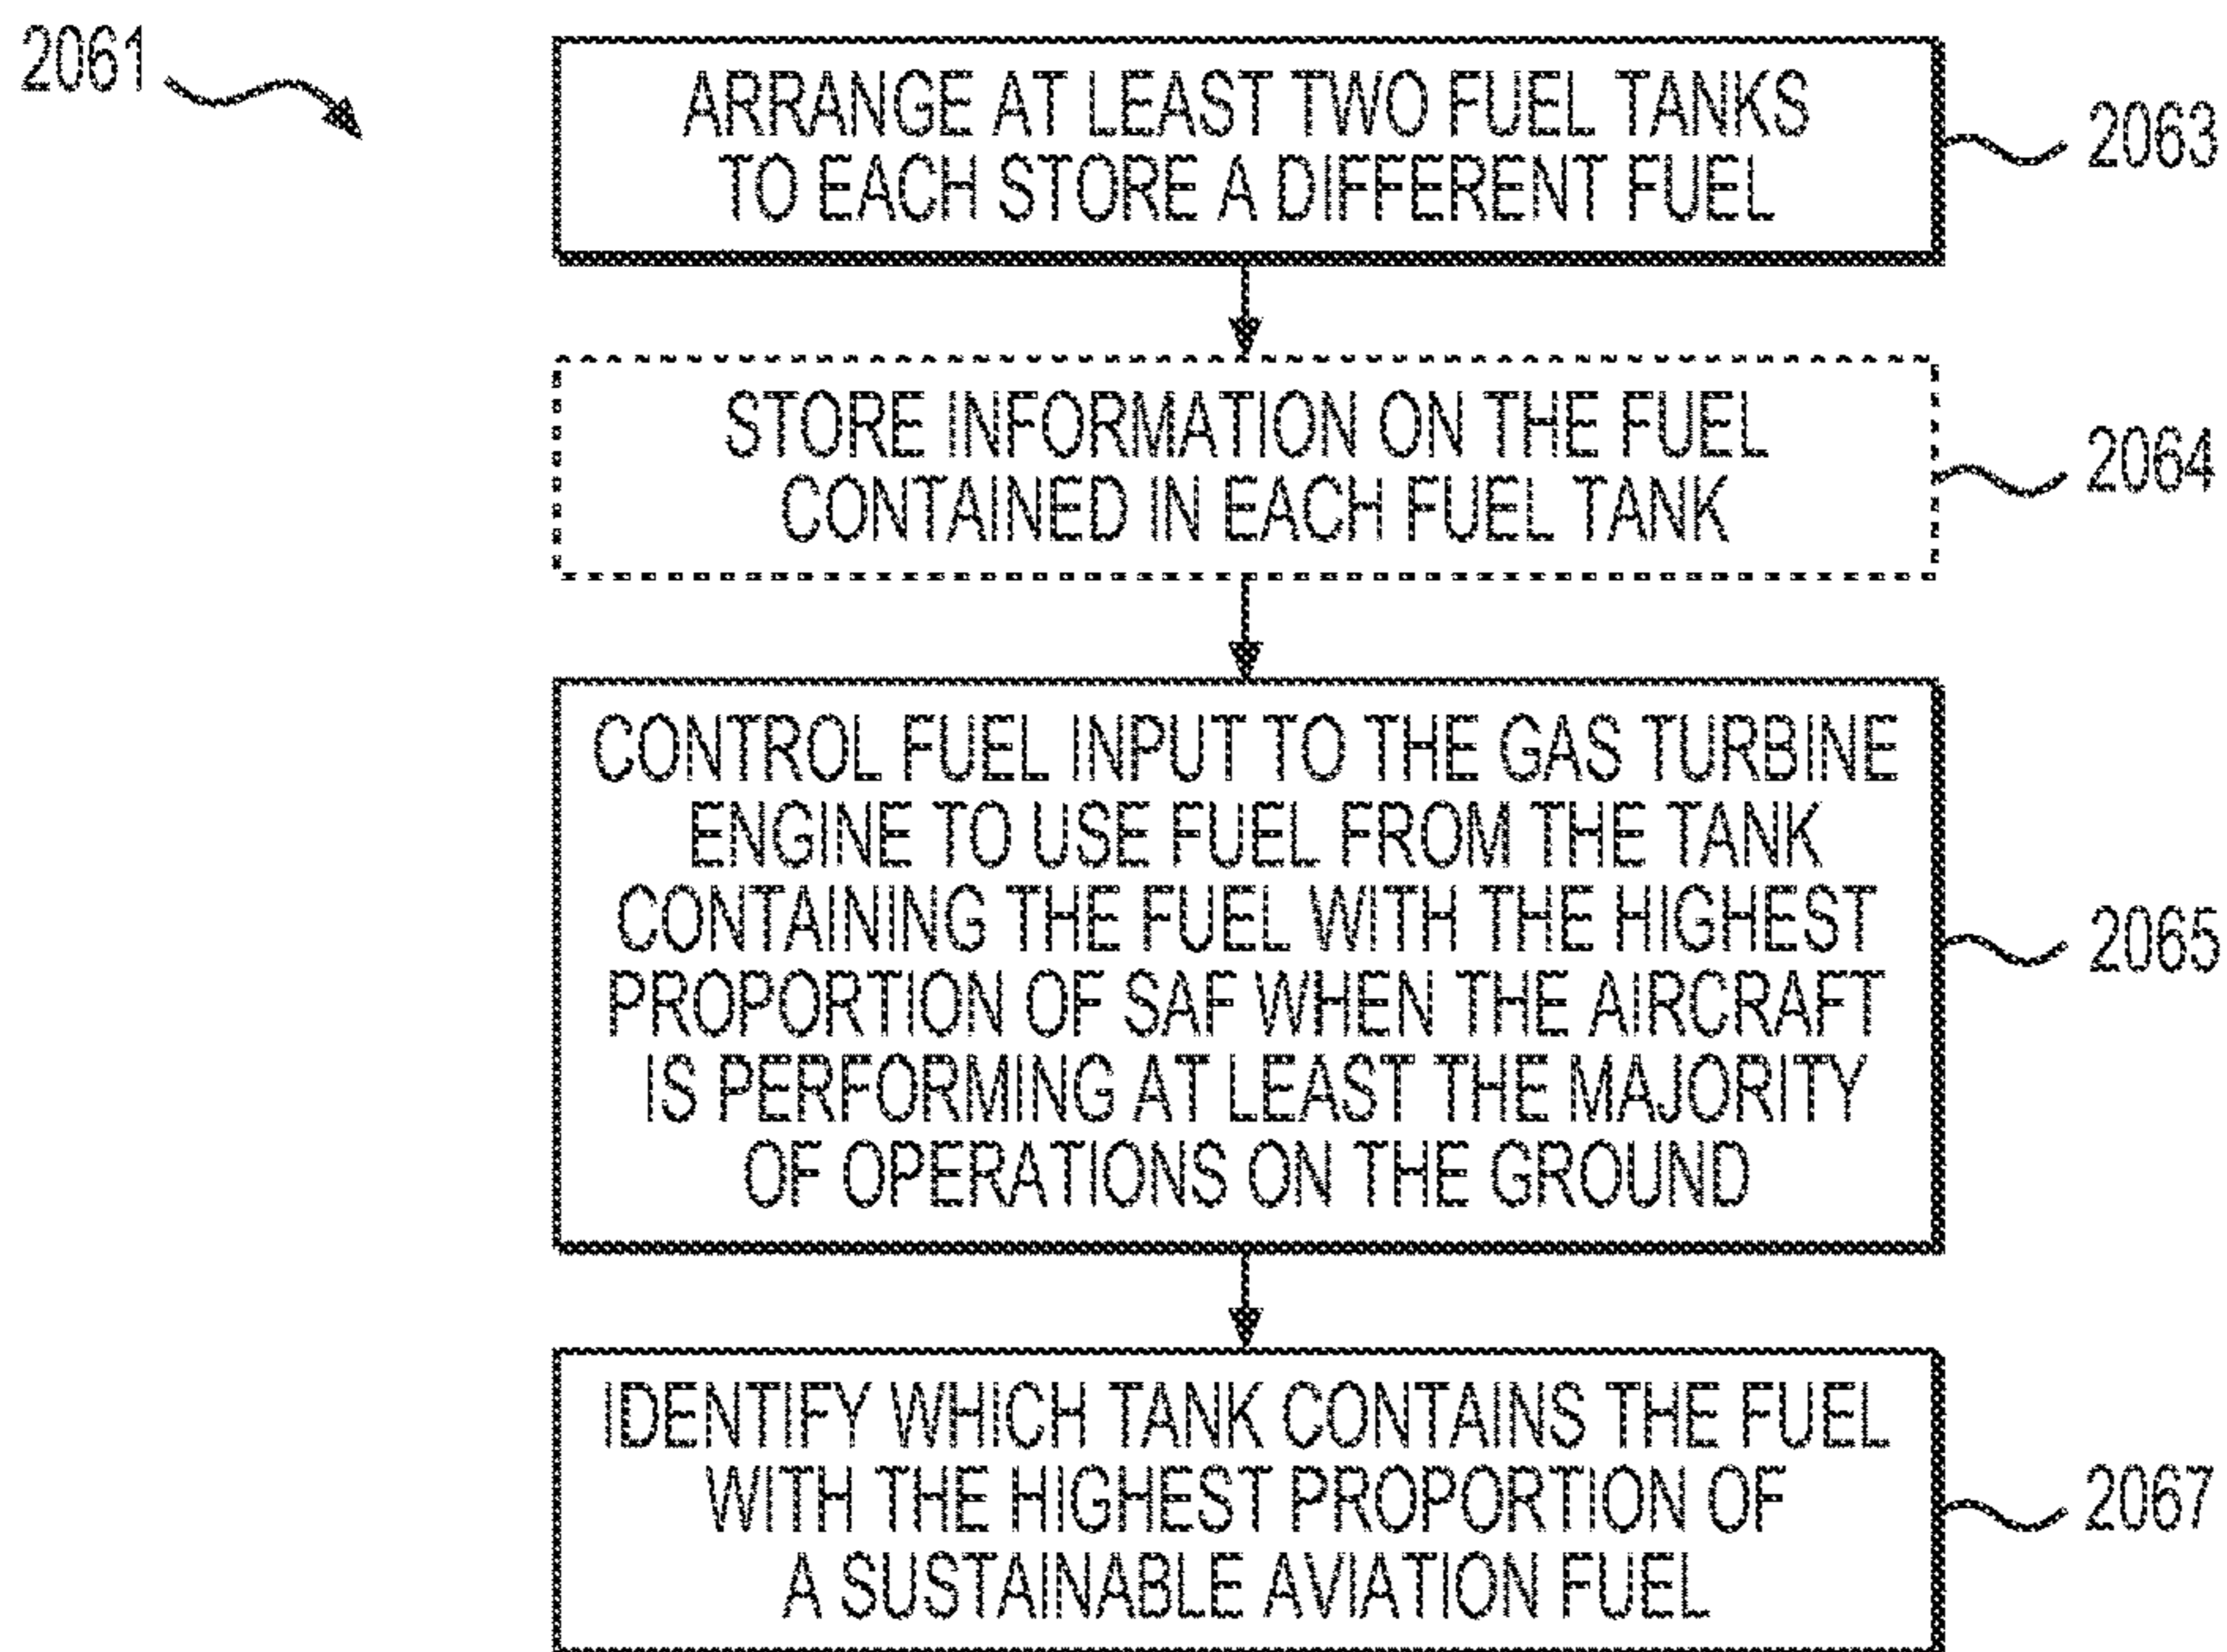 2061
ARRANGE AT LEAST TWO FUEL TANKS
TO EACH STORE A DIFFERENT FUEL
2063
STORE INFORMATION ON THE FUEL
CONTAINED IN EACH FUEL TANK
2064
CONTROL FUEL INPUT TO THE GAS TURBINE
ENGINE TO USE FUEL FROM THE TANK
CONTAINING THE FUEL WITH THE HIGHEST
PROPORTION OF SAF WHEN THE AIRCRAFT
IS PERFORMING AT LEAST THE MAJORITY
OF OPERATIONS ON THE GROUND
2065
IDENTIFY WHICH TANK CONTAINS THE FUEL
WITH THE HIGHEST PROPORTION OF
A SUSTAINABLE AVIATION FUEL
2067